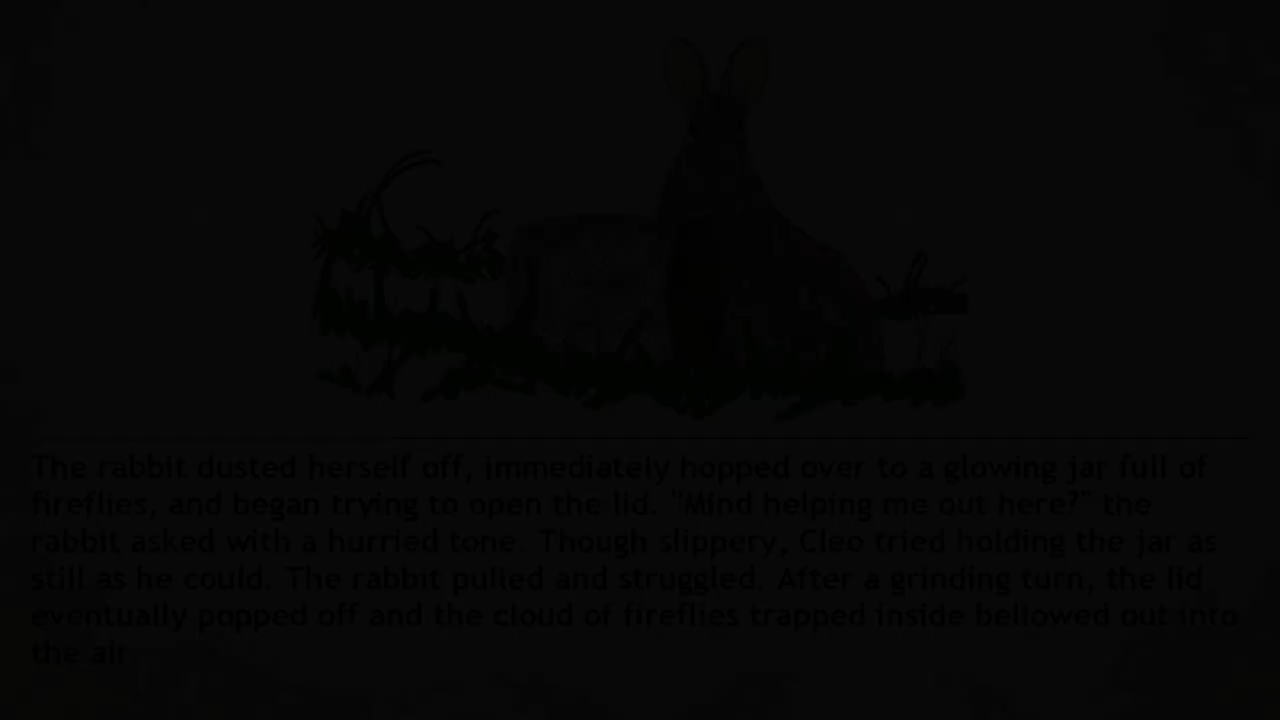 The rabbit dusted herself off, immediately hopped over to a glowing jar full of
fireflies, and began trying to open the lid. "Mind helping me out here?" the
rabbit asked with a hurried tone. Though slippery, Cleo tried holding the jar as
still as he could. The rabbit pulled and struggled. After a grinding turn, the lid
eventually popped off and the cloud of fireflies trapped inside bellowed out into
the air